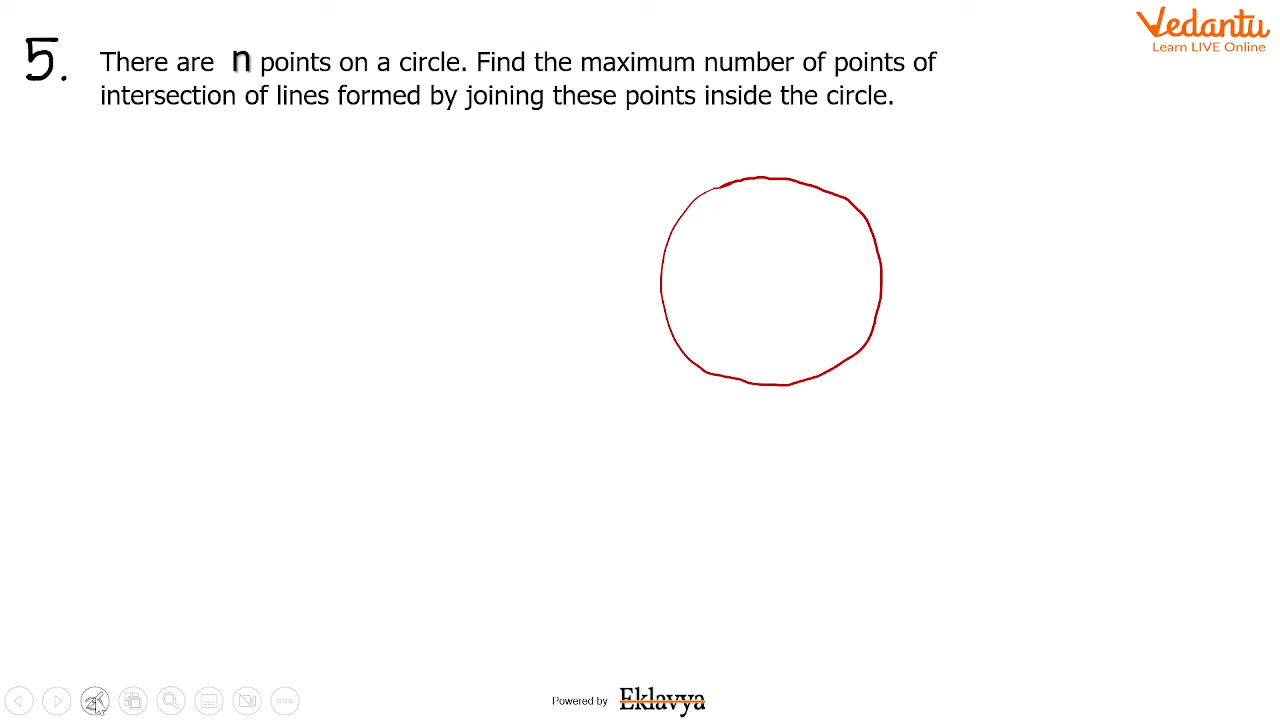 Vedantu
Learn LIVE Online
5. There are n points on a circle. Find the maximum number of points of
intersection of lines formed by joining these points inside the circle.
Powered by Eklavya